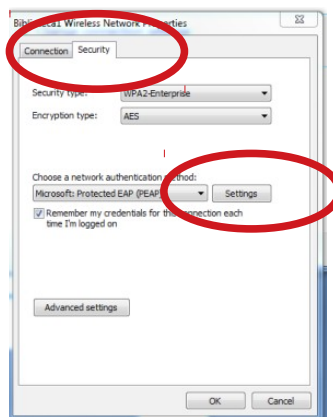 Biblioteca1 Wireless Network Properties
Connection Security
Security type: WPA2-Enterprise
Encryption type: AES
Choose a network authentication method:
Microsoft: Protected EAP (PEAP) Settings
Remember my credentials for this connection each
time I'm logged on
Advanced settings
OK Cancel